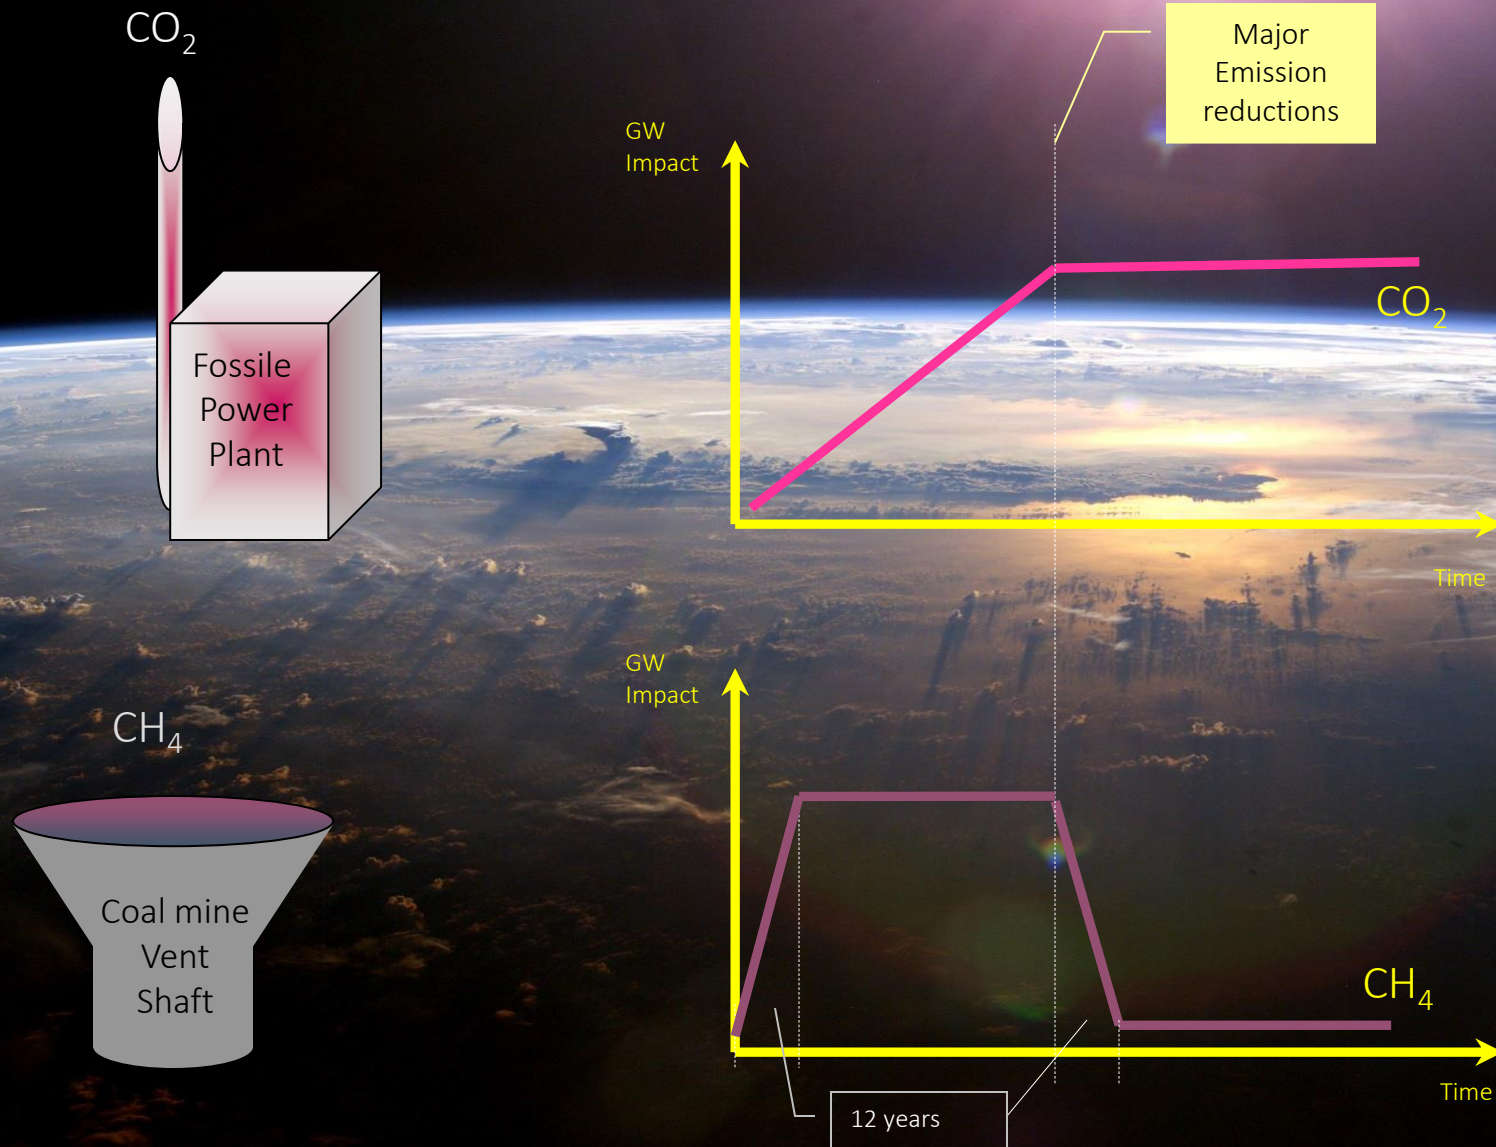 CO₂
Major
Emission
reductions
GW
Impact
CO₂
Fossile
Power
Plant
Time
GW
Impact
CH₄
Coal mine
Vent
Shaft
CH₄
Time
12 years